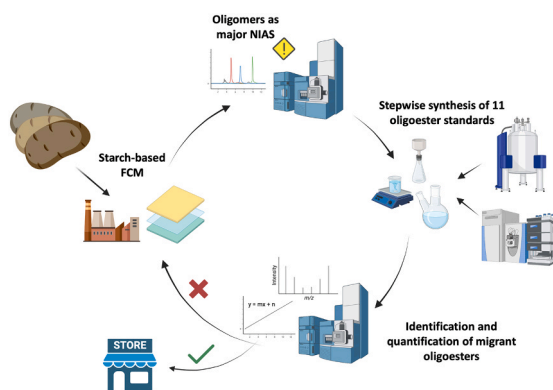 Oligomers as
major NIAS
Stepwise synthesis of 11
oligoester standards
Starch-based
FCM
Intensity
m/z
y = mx + n
Identification and
quantification of migrant
oligoesters
STORE